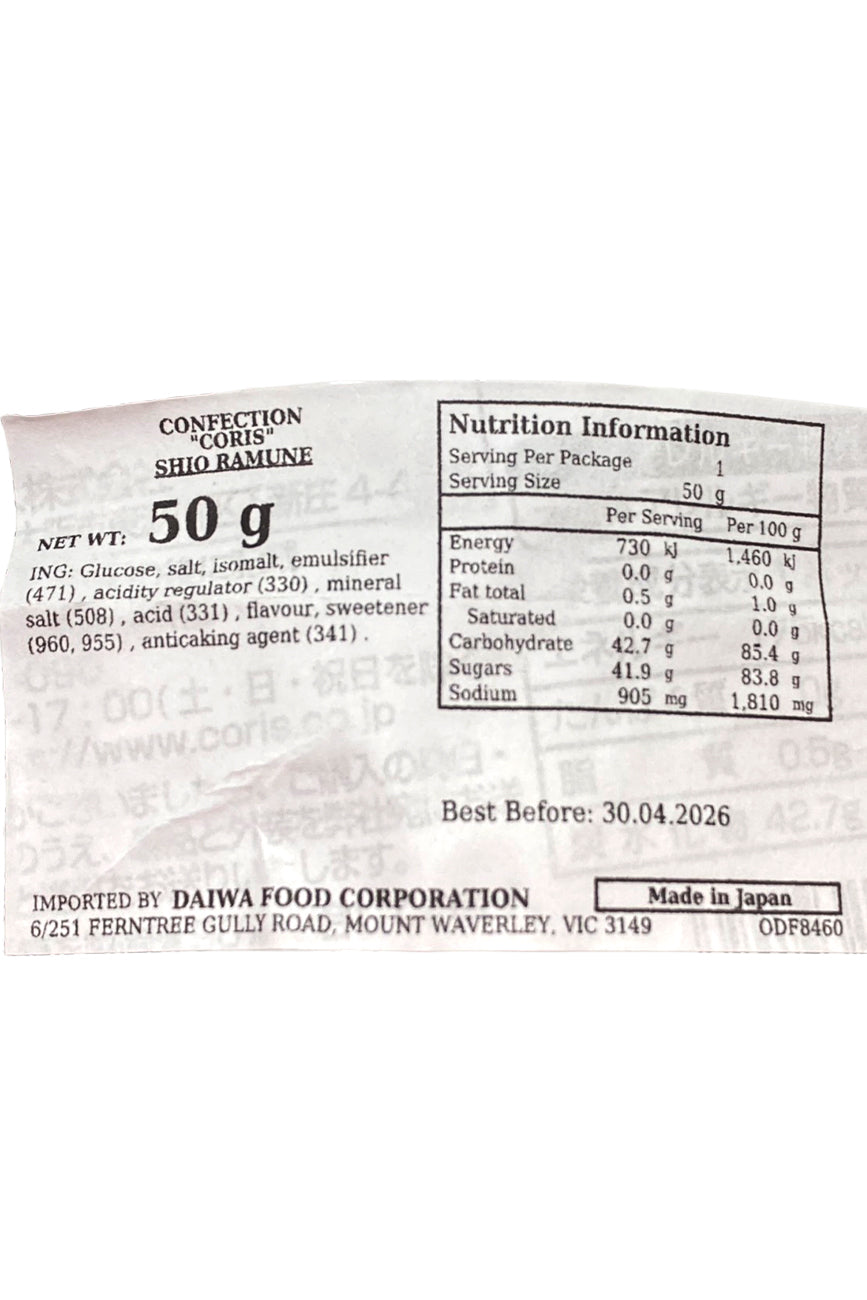 CONFECTION
"CORIS"
SHIO RAMUNE
NET WT: 50 g
ING: Glucose, salt, isomalt, emulsifier
(471) , acidity regulator (330) , mineral
salt (508) , acid (331) , flavour, sweetener
(960, 955) , anticaking agent (341) .
Nutrition Information
Serving Per Package 1
Serving Size 50 g
Per Serving Per 100 g
Energy 730 kj 1,460 kj
Protein 0.0 g 0.0 g
Fat total 0.5 g 1.0 g
Saturated 0.0 g 0.0 g
Carbohydrate 42.7 g 85.4 g
Sugars 41.9 g 83.8 g
Sodium 905 mg 1,810 mg
Best Before: 30.04.2026
IMPORTED BY DAIWA FOOD CORPORATION
Made in Japan
6/251 FERNTREE GULLY ROAD, MOUNT WAVERLEY, VIC 3149
ODF8460
-17:00(土・日・祝日を
://www.coris.co.jp